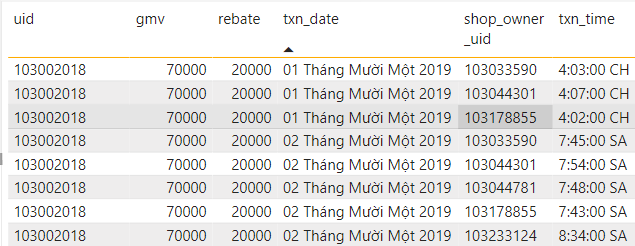 uid gmv rebate txn_date shop_owner_uid txn_time
103002018 70000 20000 01 Tháng Mười Một 2019 103033590 4:03:00 CH
103002018 70000 20000 01 Tháng Mười Một 2019 103044301 4:07:00 CH
103002018 70000 20000 01 Tháng Mười Một 2019 103178855 4:02:00 CH
103002018 70000 20000 02 Tháng Mười Một 2019 103033590 7:45:00 SA
103002018 70000 20000 02 Tháng Mười Một 2019 103044301 7:54:00 SA
103002018 70000 20000 02 Tháng Mười Một 2019 103044781 7:48:00 SA
103002018 70000 20000 02 Tháng Mười Một 2019 103178855 7:43:00 SA
103002018 70000 20000 02 Tháng Mười Một 2019 103233124 8:34:00 SA